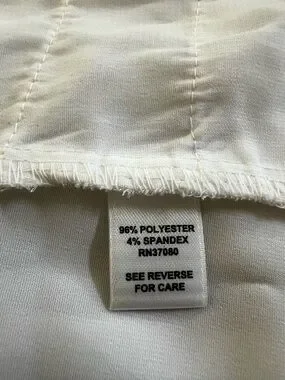 96% POLYESTER
4% SPANDEX
RN37080
SEE REVERSE
FOR CARE